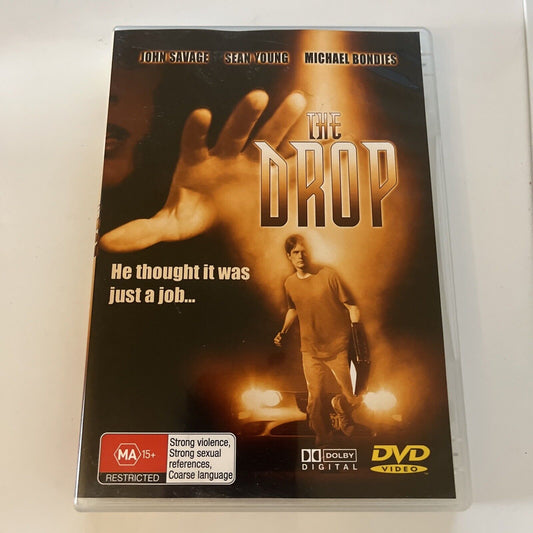 JOHN SAVAGE SEAN YOUNG MICHAEL BONDIES
THE
DROP
He thought it was
just a job...
MA 15+
RESTRICTED
Strong violence,
Strong sexual
references,
Coarse language
DOLBY
DIGITAL
DVD
VIDEO